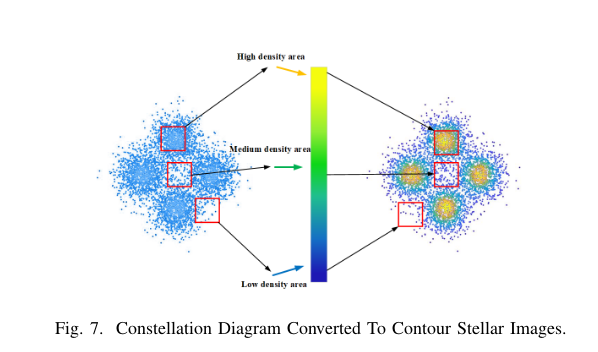 High density area
Medium density area
Low density area
Fig. 7. Constellation Diagram Converted To Contour Stellar Images.